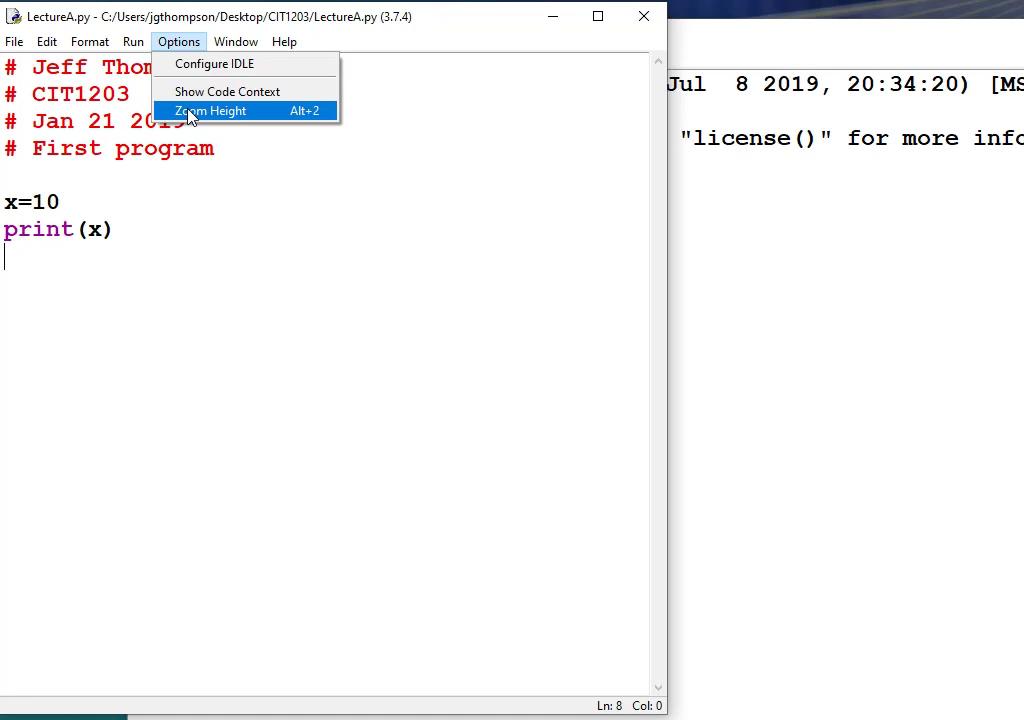 LectureA.py - C:/Users/jgthompson/Desktop/CIT1203/LectureA.py (3.7.4)
File Edit Format Run Options Window Help
Configure IDLE
Show Code Context
Zoom Height Alt+2
# Jeff Thom
# CIT1203
# Jan 21 2019
# First program
x=10
print(x)
Jul 8 2019, 20:34:20) [MS
"license()" for more info
Ln: 8 Col: 0